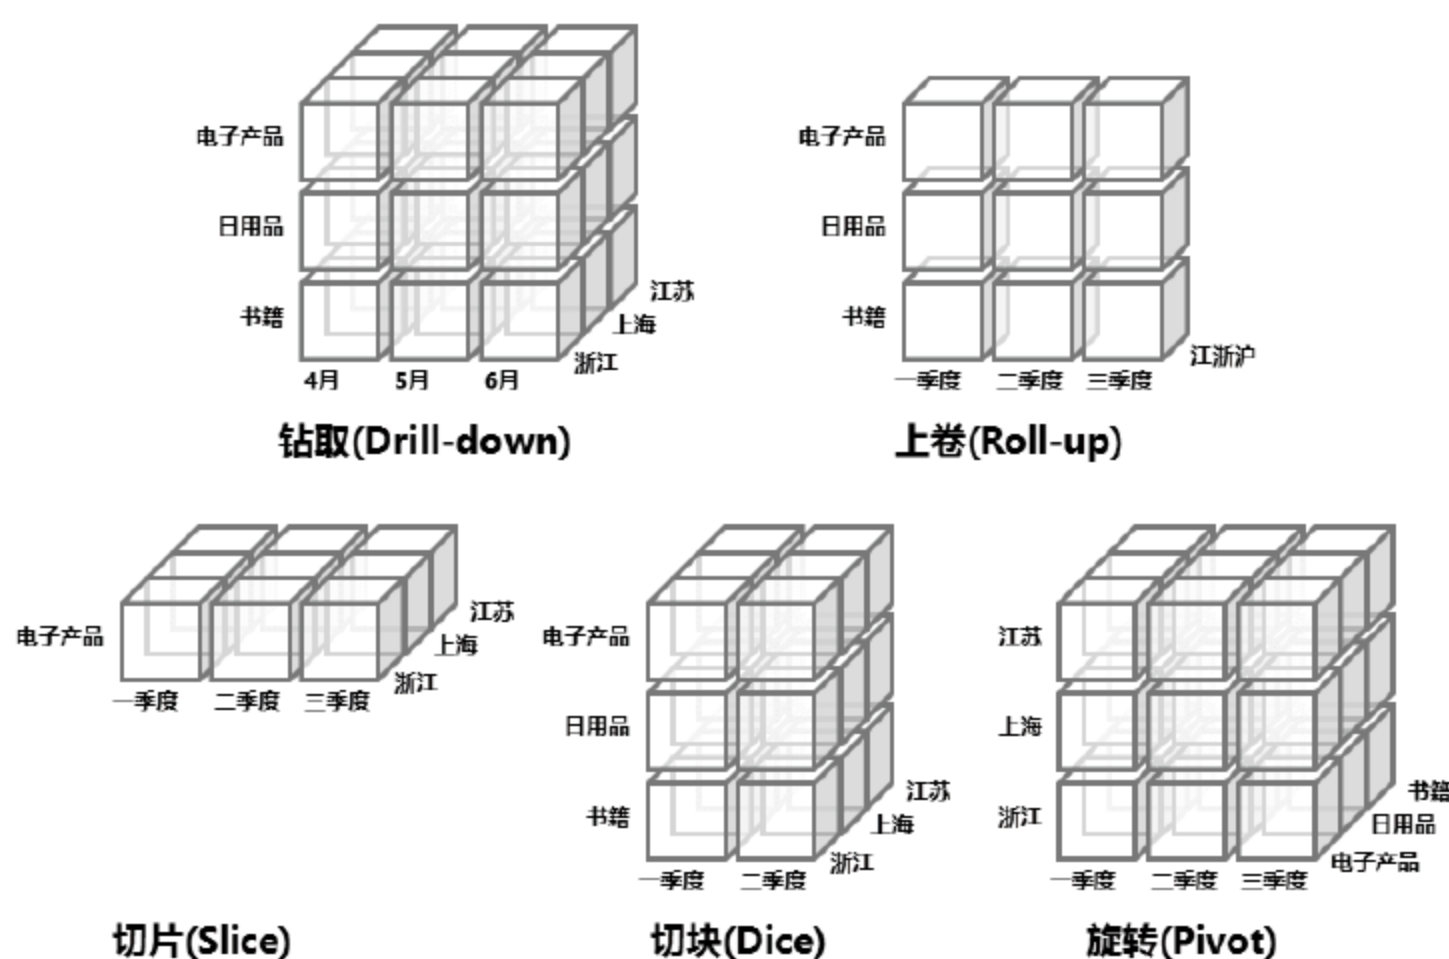 电子产品
日用品
书籍
4月 5月 6月
浙江
上海
江苏
钻取(Drill-down)
电子产品
日用品
书籍
一季度 二季度 三季度
江浙沪
上卷(Roll-up)
电子产品
一季度 二季度 三季度
浙江
上海
江苏
切片(Slice)
电子产品
日用品
书籍
一季度 二季度
浙江
上海
江苏
切块(Dice)
江苏
上海
浙江
一季度 二季度 三季度
电子产品
日用品
书籍
旋转(Pivot)